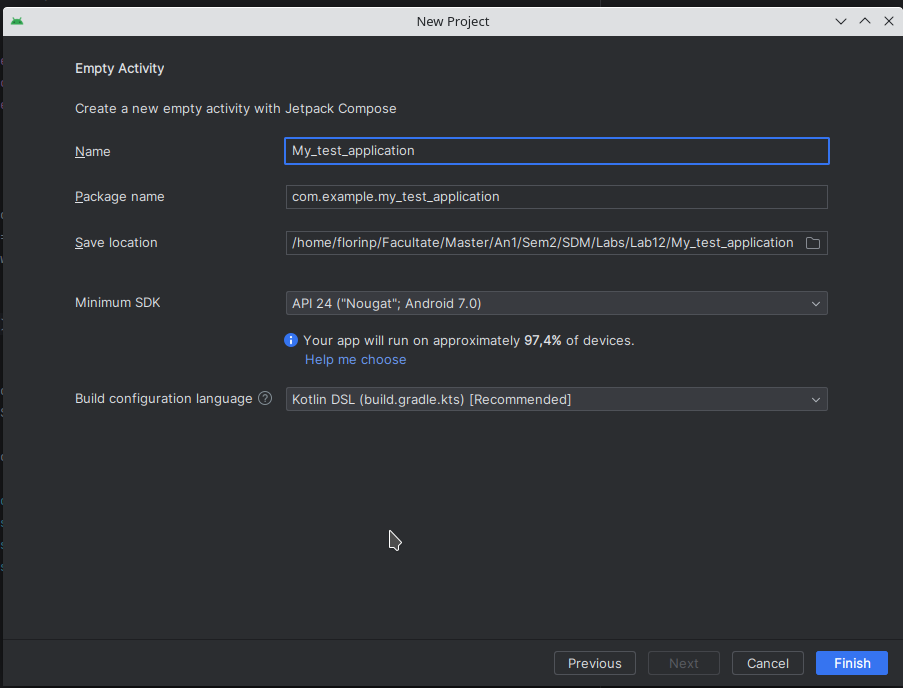 New Project
Empty Activity
Create a new empty activity with Jetpack Compose
Name My_test_application
Package name com.example.my_test_application
Save location /home/florinp/Facultate/Master/An1/Sem2/SDM/Labs/Lab12/My_test_application
Minimum SDK API 24 ("Nougat"; Android 7.0)
Your app will run on approximately 97,4% of devices.
Help me choose
Build configuration language ? Kotlin DSL (build.gradle.kts) [Recommended]
Previous Next Cancel Finish